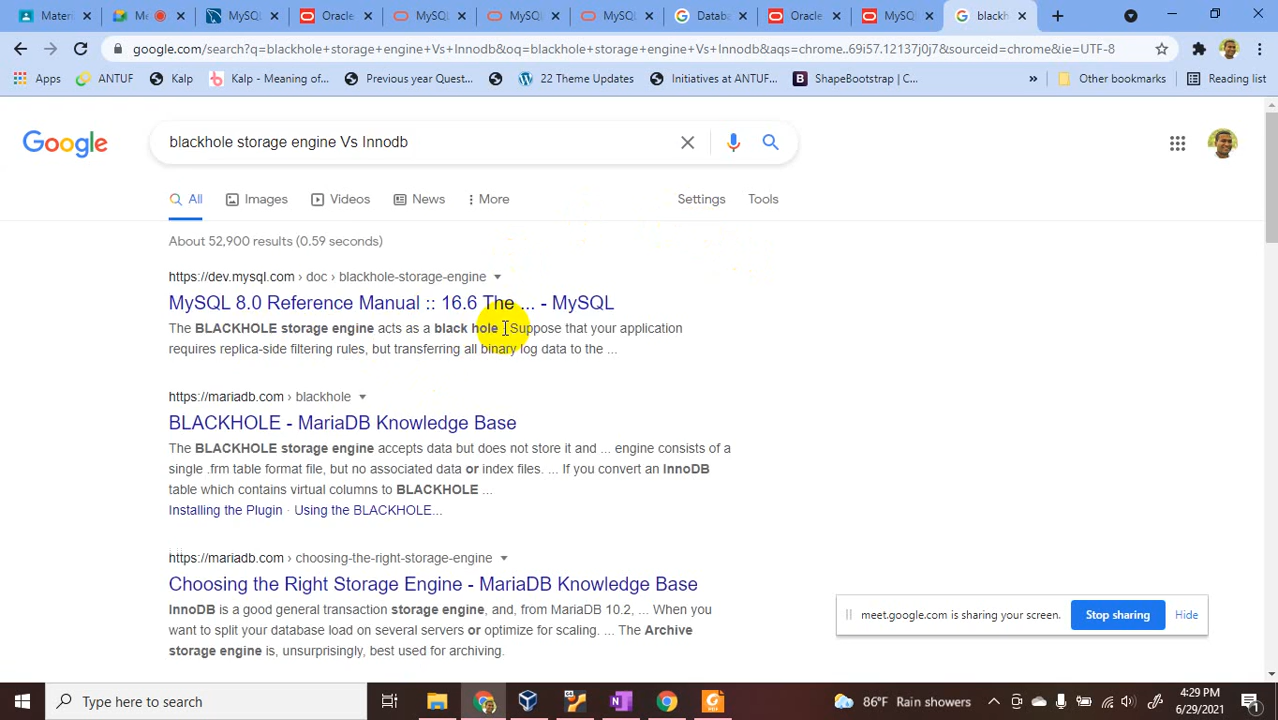 MySQL
Me
MySQL
Oracle
MySQL
MySQL
MySQL
Datab
Oracle
MySQL
blackh
google.com/search?q=blackhole+storage+engine+Vs+Innodb&oq=blackhole+storage+engine+Vs+Innodb&aqs=chrome..69i57.12137j0j7&sourceid=chrome&ie=UTF-8
Apps
ANTUF
Kalp
Kalp - Meaning of...
Previous year Quest...
22 Theme Updates
Initiatives at ANTUF...
ShapeBootstrap | C...
»
Other bookmarks
Reading list
Google
blackhole storage engine Vs Innodb
All
Images
Videos
News
More
Settings
Tools
About 52,900 results (0.59 seconds)
https://dev.mysql.com › doc › blackhole-storage-engine
MySQL 8.0 Reference Manual :: 16.6 The ... - MySQL
The BLACKHOLE storage engine acts as a black hole Suppose that your application
requires replica-side filtering rules, but transferring all binary log data to the ...
https://mariadb.com › blackhole
BLACKHOLE - MariaDB Knowledge Base
The BLACKHOLE storage engine accepts data but does not store it and ... engine consists of a
single .frm table format file, but no associated data or index files. ... If you convert an InnoDB
table which contains virtual columns to BLACKHOLE ...
Installing the Plugin · Using the BLACKHOLE...
https://mariadb.com › choosing-the-right-storage-engine
Choosing the Right Storage Engine - MariaDB Knowledge Base
InnoDB is a good general transaction storage engine, and, from MariaDB 10.2, ... When you
want to split your database load on several servers or optimize for scaling. ... The Archive
storage engine is, unsurprisingly, best used for archiving.
meet.google.com is sharing your screen.
Stop sharing
Hide
Type here to search
86°F Rain showers
4:29 PM
6/29/2021